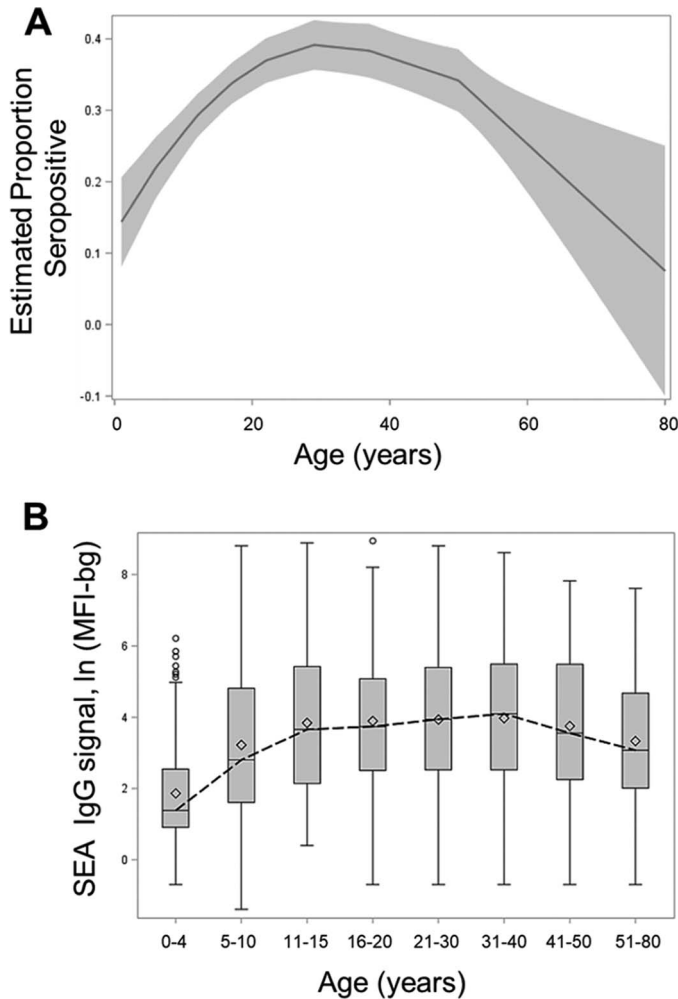 A
Estimated Proportion
Seropositive
0.4
0.3
0.2
0.1
0.0
-0.1
0 20 40 60 80
Age (years)
B
SEA IgG signal, ln (MFI-bg)
8
6
4
2
0
0-4 5-10 11-15 16-20 21-30 31-40 41-50 51-80
Age (years)